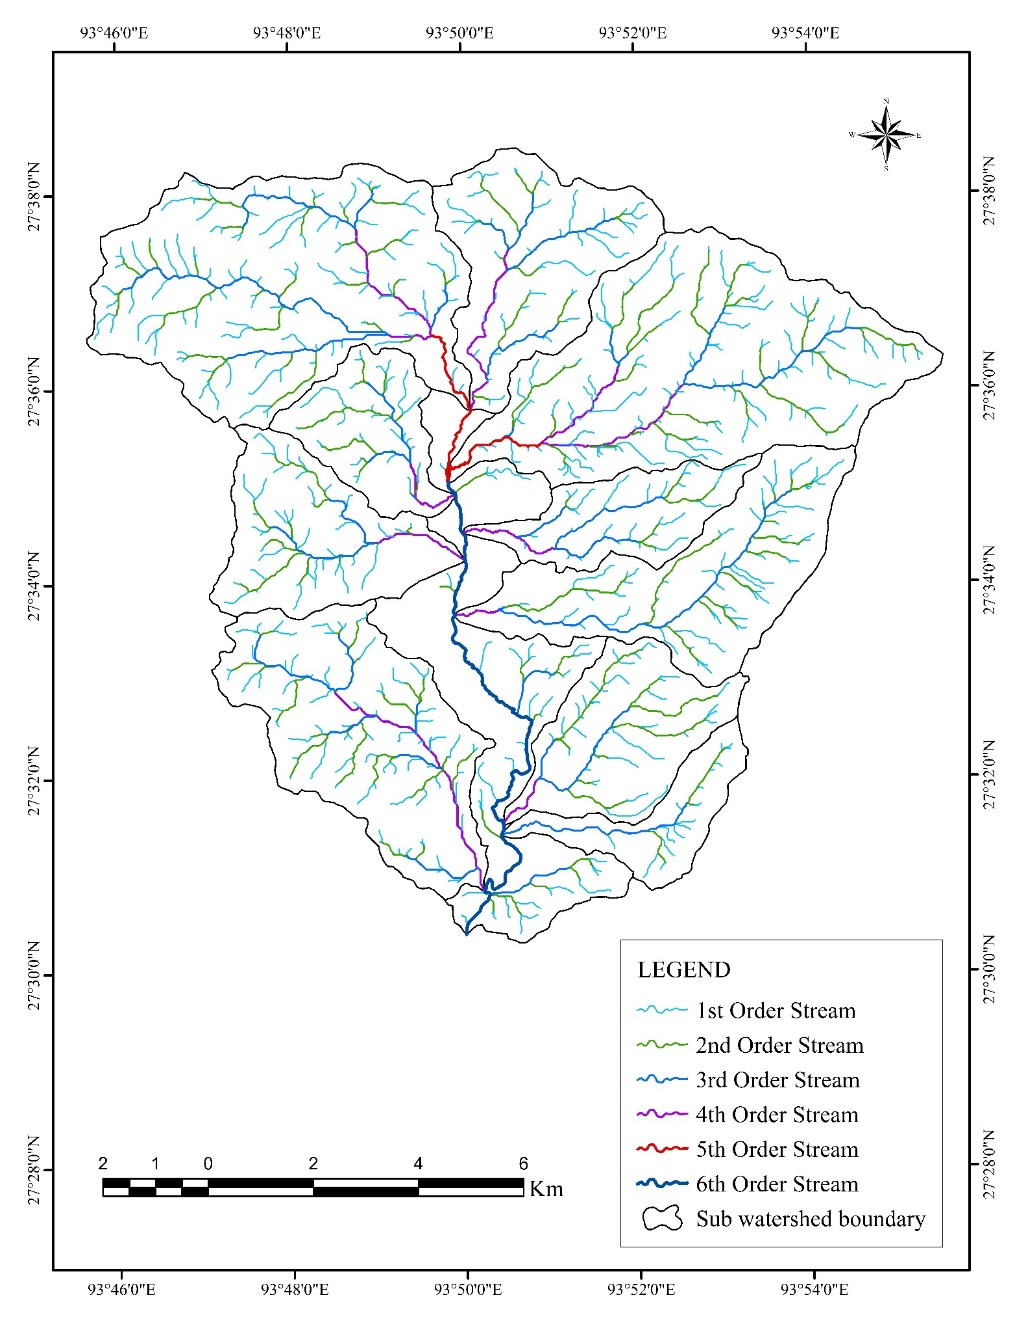 93°46'0"E 93°48'0"E 93°50'0"E 93°52'0"E 93°54'0"E
N
W E
S
27°38'0"N 27°38'0"N
27°36'0"N 27°36'0"N
27°34'0"N 27°34'0"N
27°32'0"N 27°32'0"N
27°30'0"N 27°30'0"N
LEGEND
1st Order Stream
2nd Order Stream
3rd Order Stream
4th Order Stream
5th Order Stream
6th Order Stream
Sub watershed boundary
27°28'0"N 27°28'0"N
2 1 0 2 4 6
Km
93°46'0"E 93°48'0"E 93°50'0"E 93°52'0"E 93°54'0"E